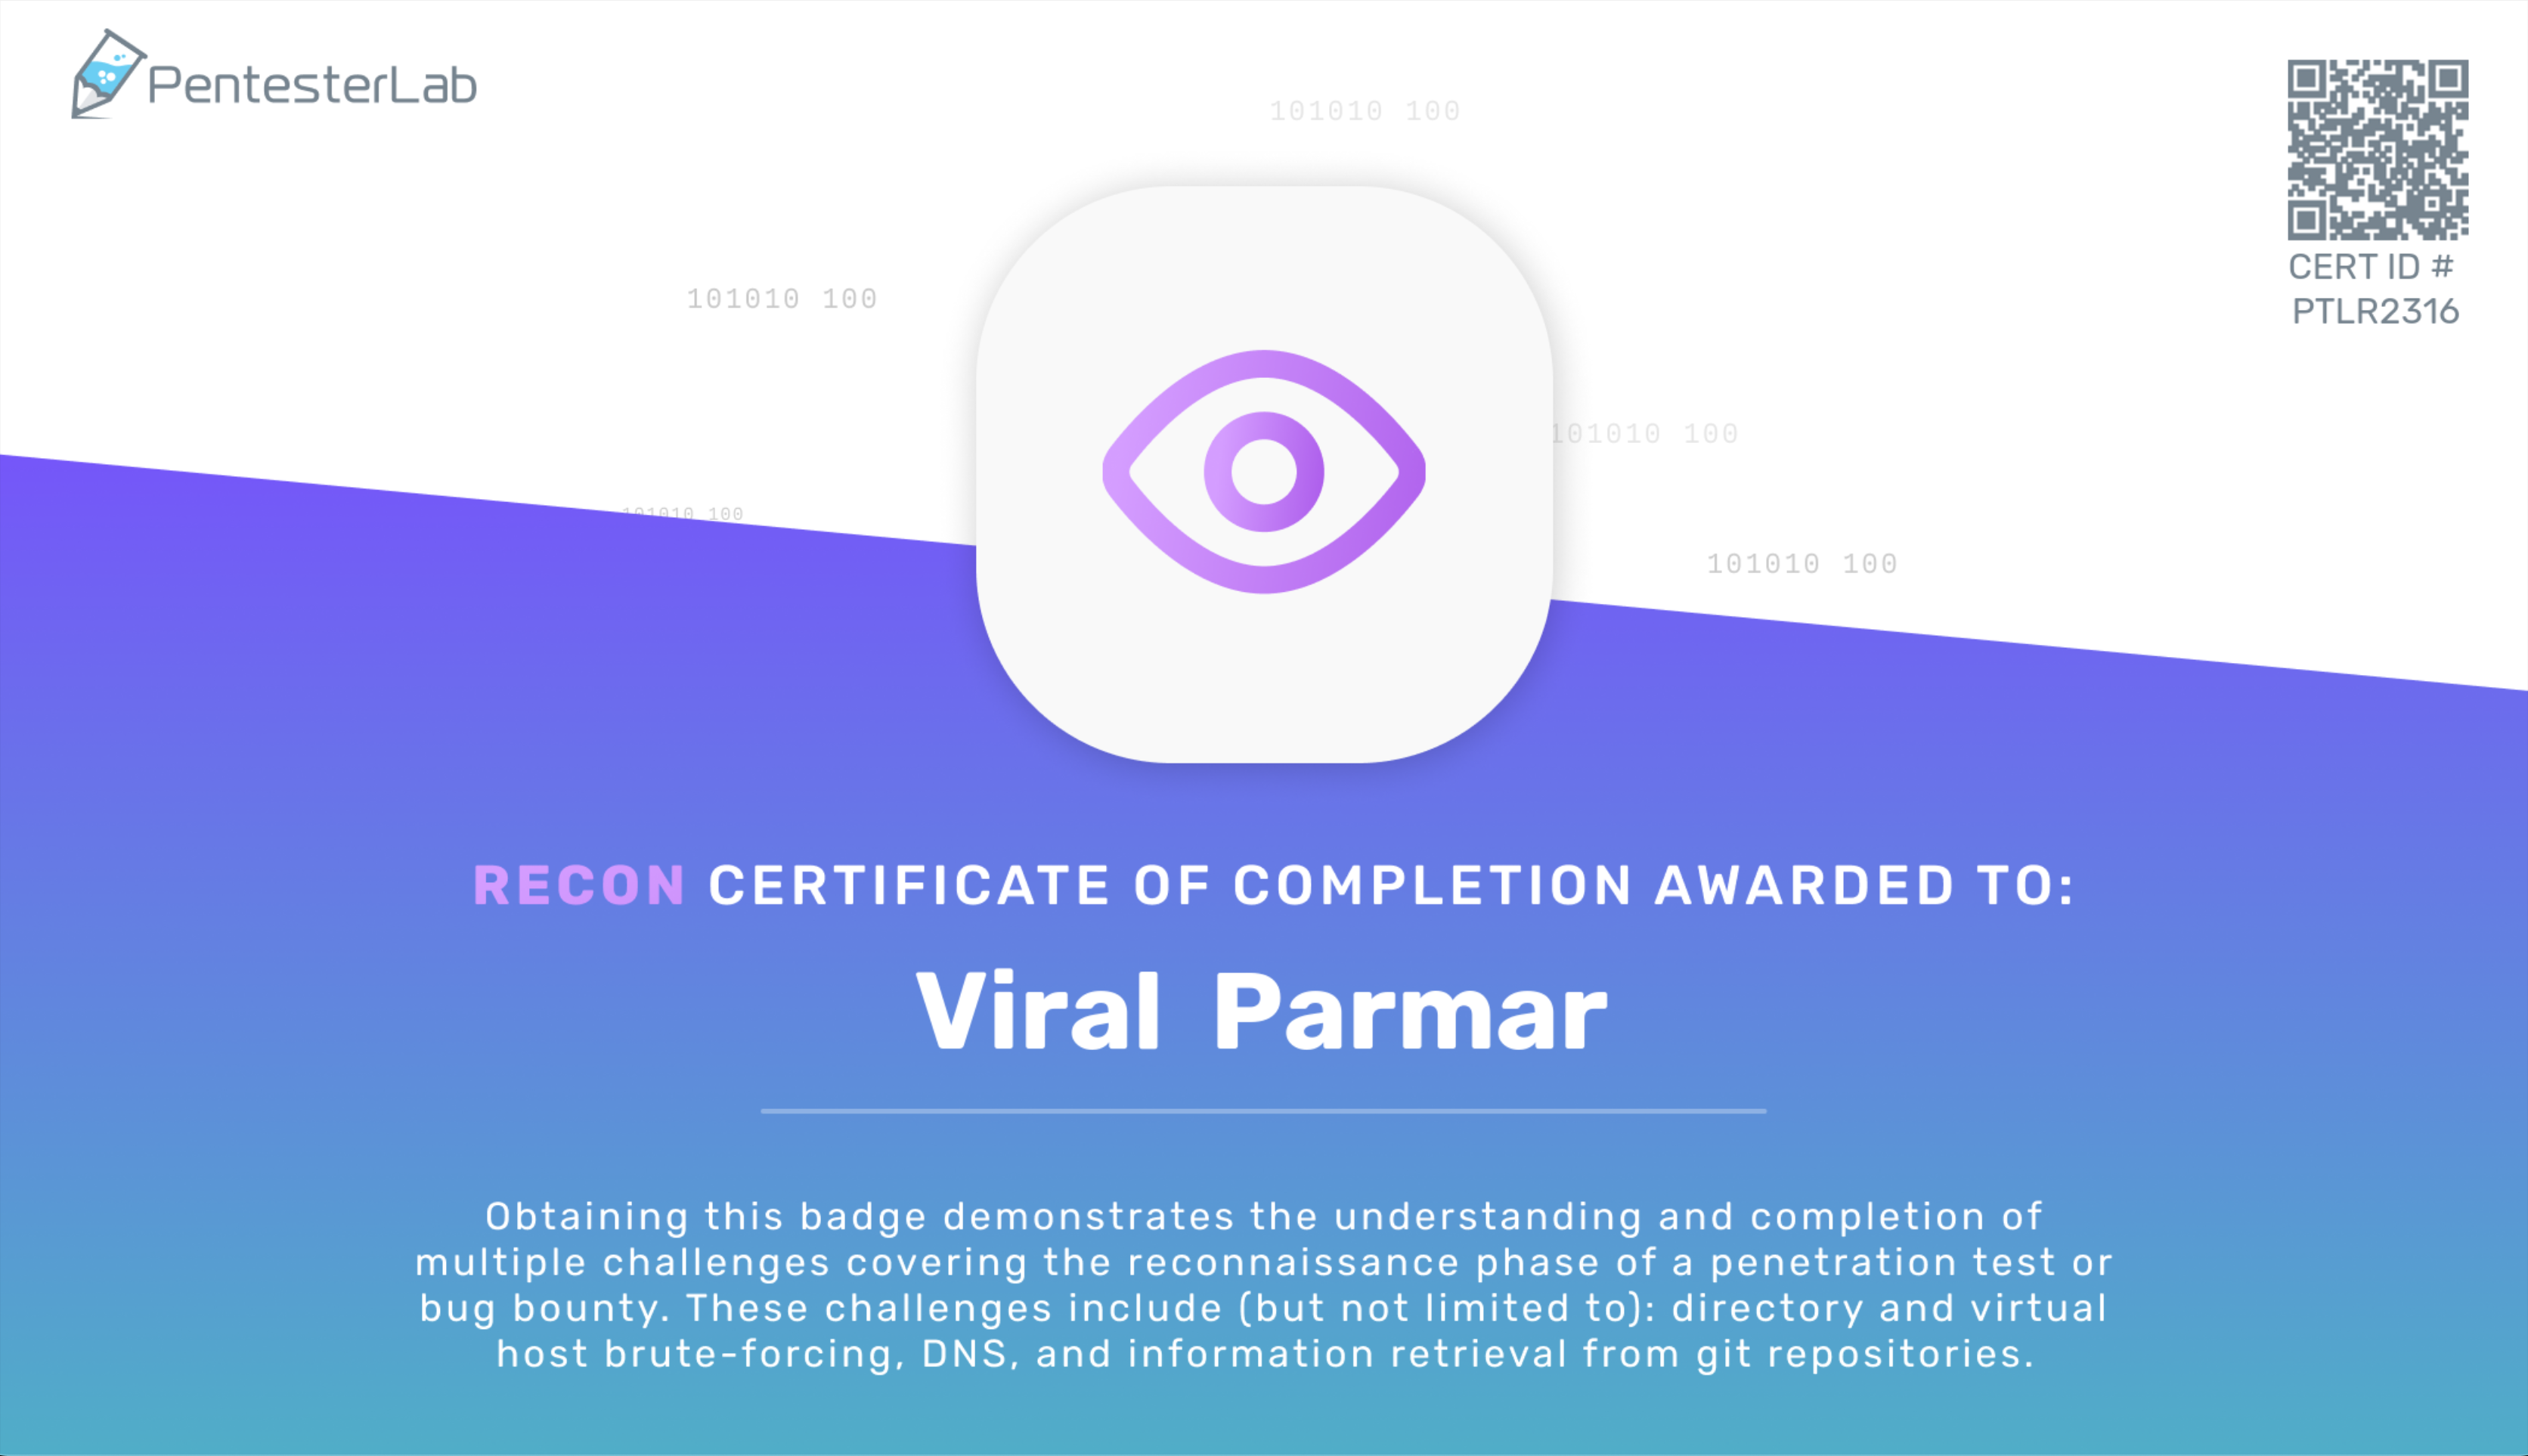 PentesterLab
101010 100
CERT ID #
PTLR2316
101010 100
101010 100
101010 100
101010 100
RECON CERTIFICATE OF COMPLETION AWARDED TO:
Viral Parmar
Obtaining this badge demonstrates the understanding and completion of
multiple challenges covering the reconnaissance phase of a penetration test or
bug bounty. These challenges include (but not limited to): directory and virtual
host brute-forcing, DNS, and information retrieval from git repositories.